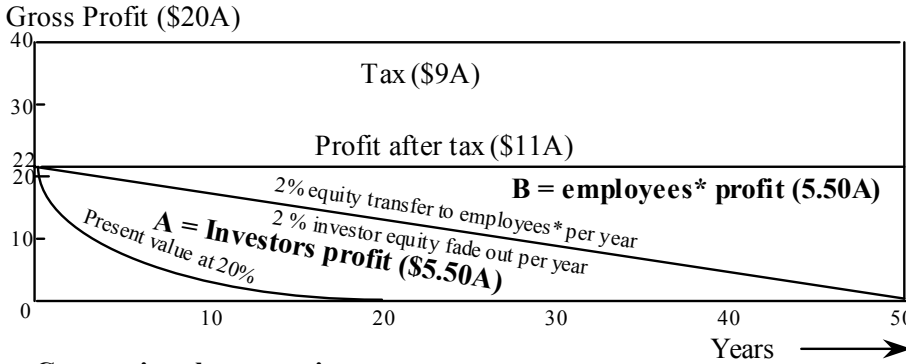 Gross Profit ($20A)
40
Tax ($9A)
30
Profit after tax ($11A)
22
20
B = employees* profit (5.50A)
2% equity transfer to employees* per year
2 % investor equity fade out per year
A = Investors profit ($5.50A)
Present value at 20%
10
0
10
20
30
40
50
Years